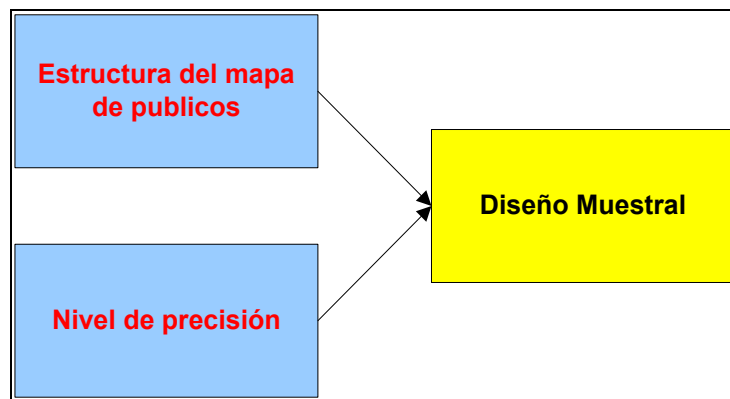 Estructura del mapa
de publicos
Diseño Muestral
Nivel de precisión